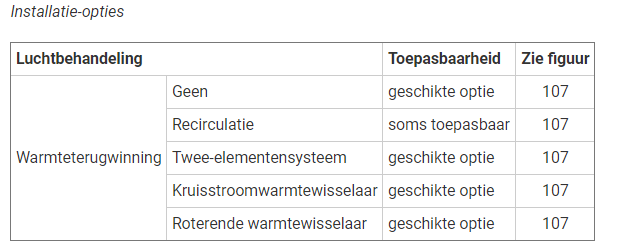 Installatie-opties
Luchtbehandeling Toepasbaarheid Zie figuur
Geen geschikte optie 107
Recirculatie soms toepasbaar 107
Warmteterugwinning Twee-elementensysteem geschikte optie 107
Kruisstroomwarmtewisselaar geschikte optie 107
Roterende warmtewisselaar geschikte optie 107